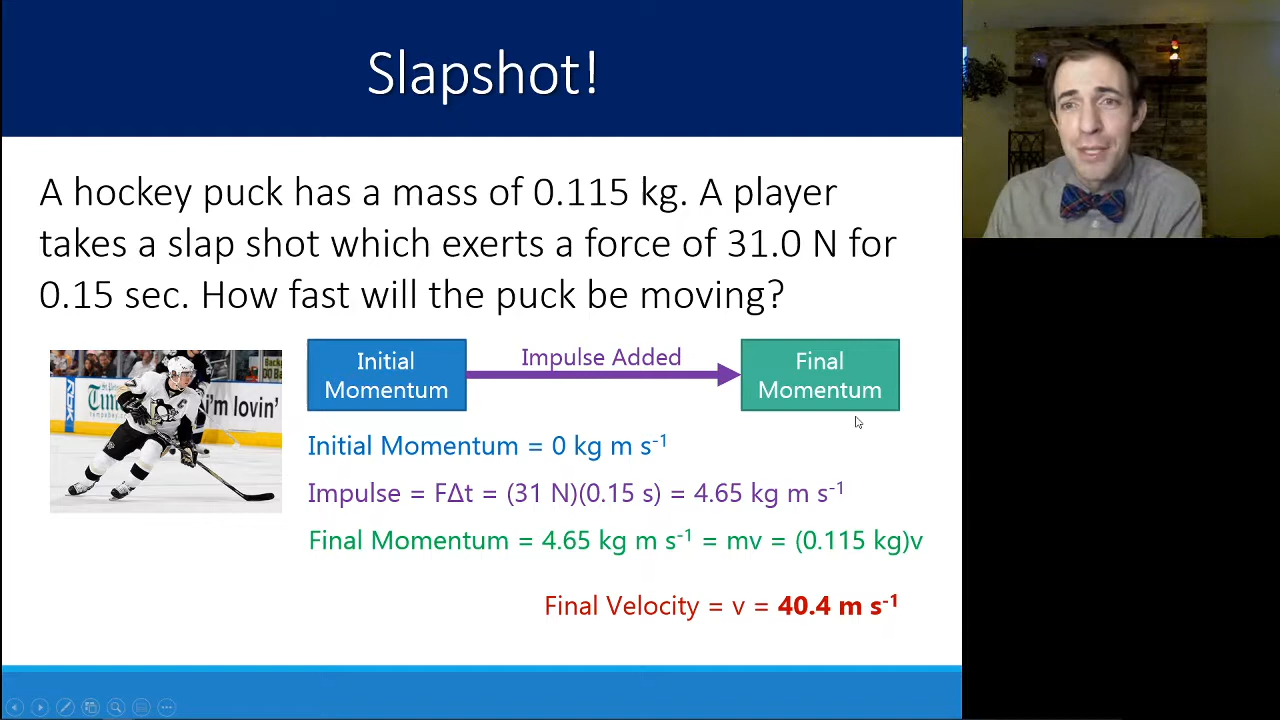 Slapshot!
A hockey puck has a mass of 0.115 kg. A player
takes a slap shot which exerts a force of 31.0 N for
0.15 sec. How fast will the puck be moving?
Initial
Momentum
Impulse Added
Final
Momentum
Times
i'm lovin'
Initial Momentum = 0 kg m s⁻¹
Impulse = FΔt = (31 N)(0.15 s) = 4.65 kg m s⁻¹
Final Momentum = 4.65 kg m s⁻¹ = mv = (0.115 kg)v
Final Velocity = v = 40.4 m s⁻¹